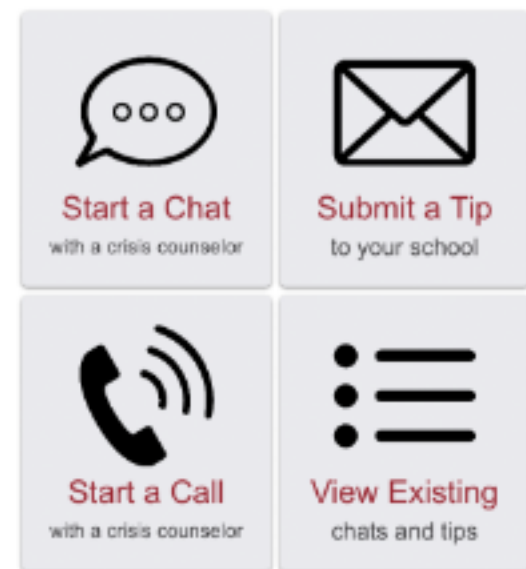 Start a Chat
with a crisis counselor
Submit a Tip
to your school
Start a Call
with a crisis counselor
View Existing
chats and tips